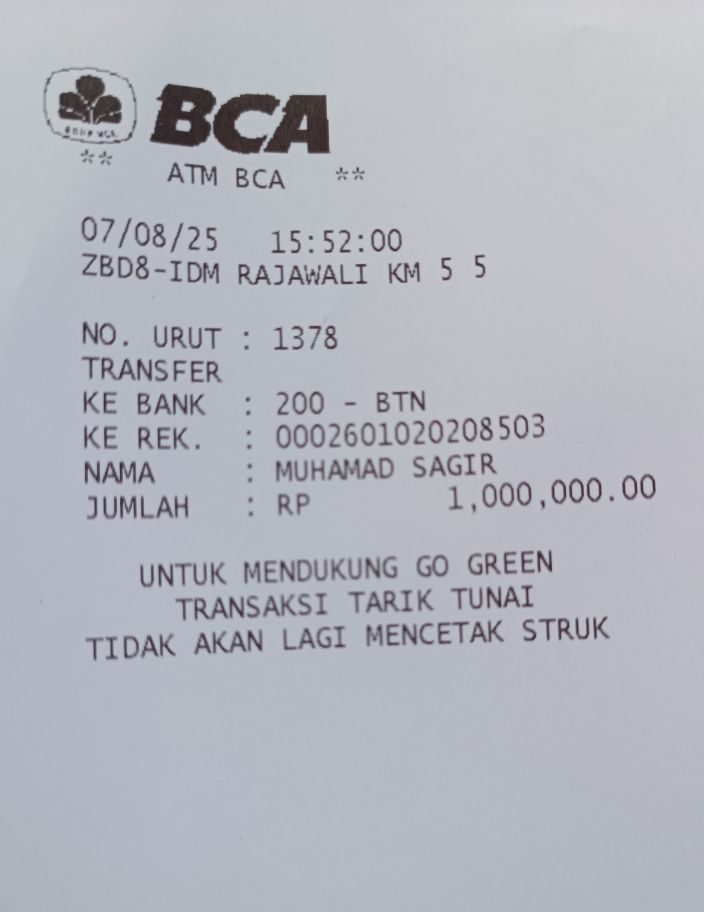 BCA
** ATM BCA **
07/08/25 15:52:00
ZBD8-IDM RAJAWALI KM 5 5
NO. URUT : 1378
TRANSFER
KE BANK : 200 - BTN
KE REK. : 0002601020208503
NAMA : MUHAMAD SAGIR
JUMLAH : RP 1,000,000.00
UNTUK MENDUKUNG GO GREEN
TRANSAKSI TARIK TUNAI
TIDAK AKAN LAGI MENCETAK STRUK